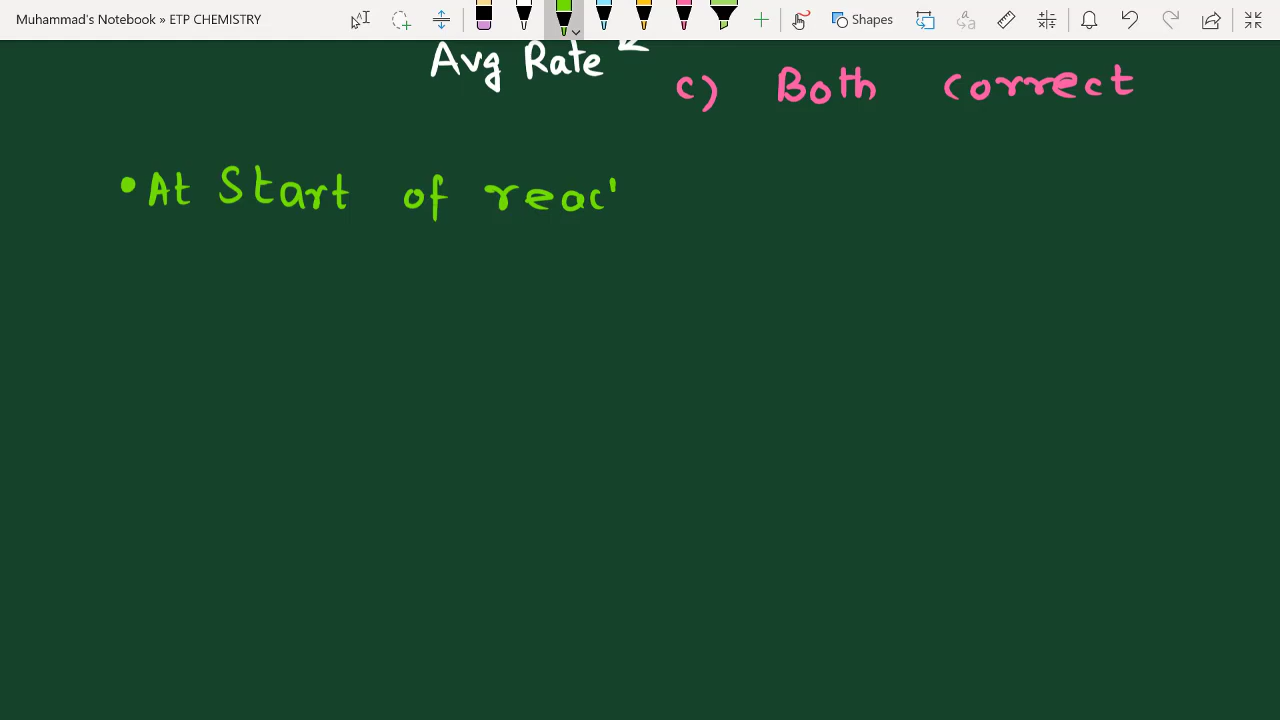 Muhammad's Notebook » ETP CHEMISTRY
Shapes
Avg Rate
c) Both correct
• At Start of reac'